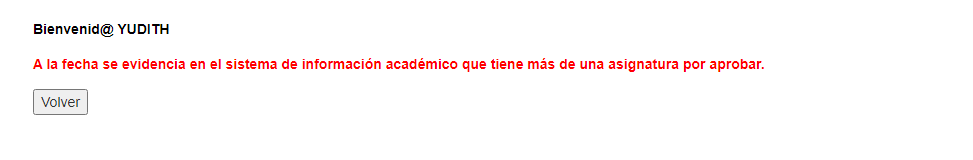 Bienvenid@ YUDITH
A la fecha se evidencia en el sistema de información académico que tiene más de una asignatura por aprobar.
Volver